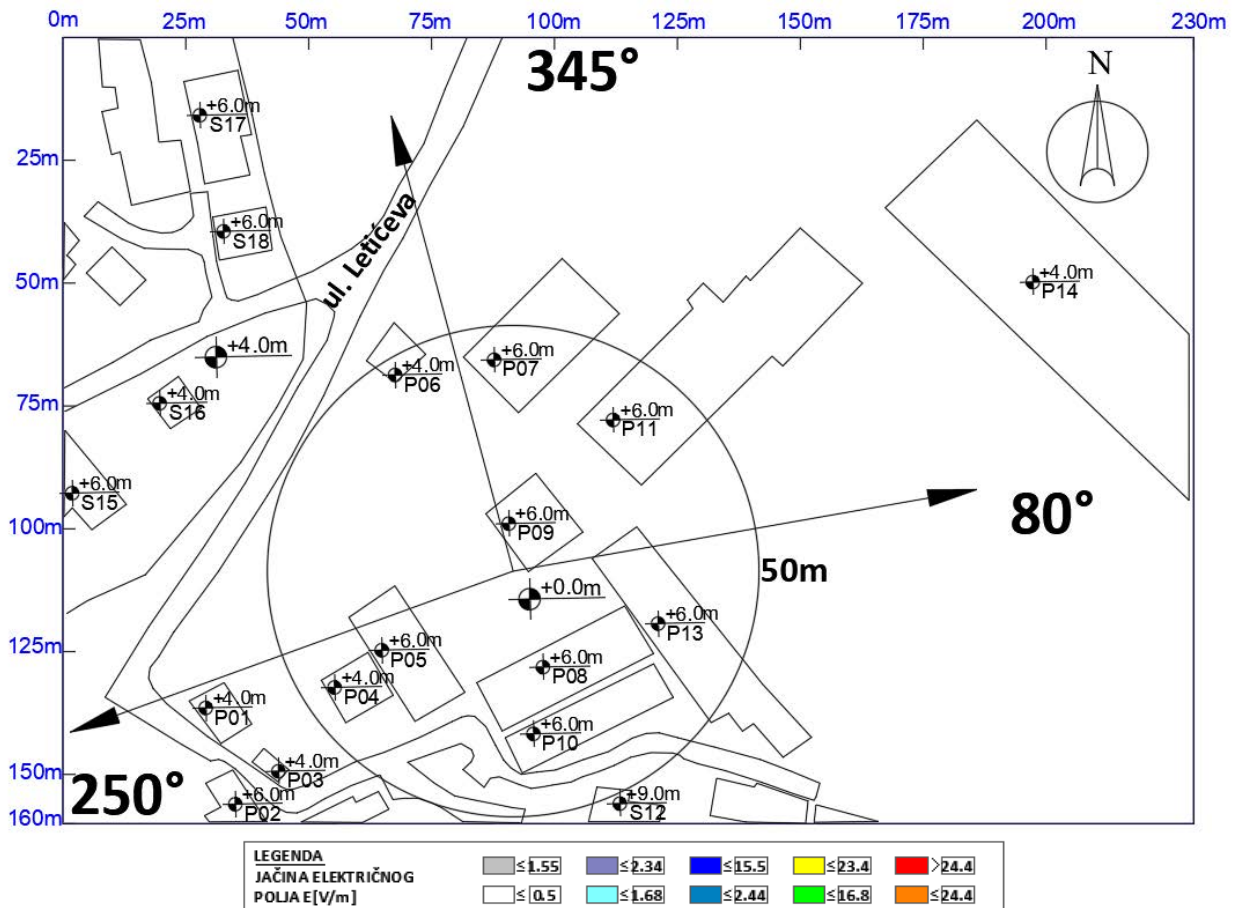 0m 25m 50m 75m 100m 125m 150m 175m 200m 230m
345°
N
+6.0m
S17
25m
ul. Letićeva
+6.0m
S18
50m
+4.0m
P14
+4.0m
+4.0m
P06
+6.0m
P07
75m
+4.0m
S16
+6.0m
P11
+6.0m
S15
80°
100m
+6.0m
P09
50m
+0.0m
125m
+6.0m
P13
+6.0m
P05
+6.0m
P08
+4.0m
P04
+4.0m
P01
+6.0m
P10
150m
+4.0m
P03
250°
+6.0m
P02
+9.0m
S12
160m
LEGENDA
JAČINA ELEKTRIČNOG
POLJA E[V/m]
≤1.55 ≤2.34 ≤15.5 ≤23.4 >24.4
≤ 0.5 ≤1.68 ≤2.44 ≤16.8 ≤24.4